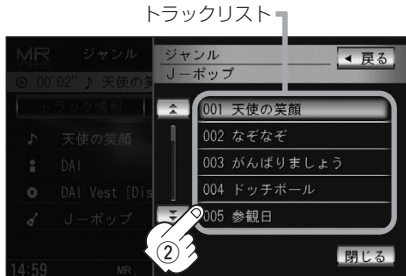 トラックリスト
MR ジャンル
00'02" ♪ 天使の笑
トラック情報
天使の笑顔
DAI
DAI Vest [Dis
Jーポップ
14:59 MR
ジャンル
Jーポップ
戻る
001 天使の笑顔
002 なぞなぞ
003 がんばりましょう
004 ドッチボール
005 参観日
②
閉じる